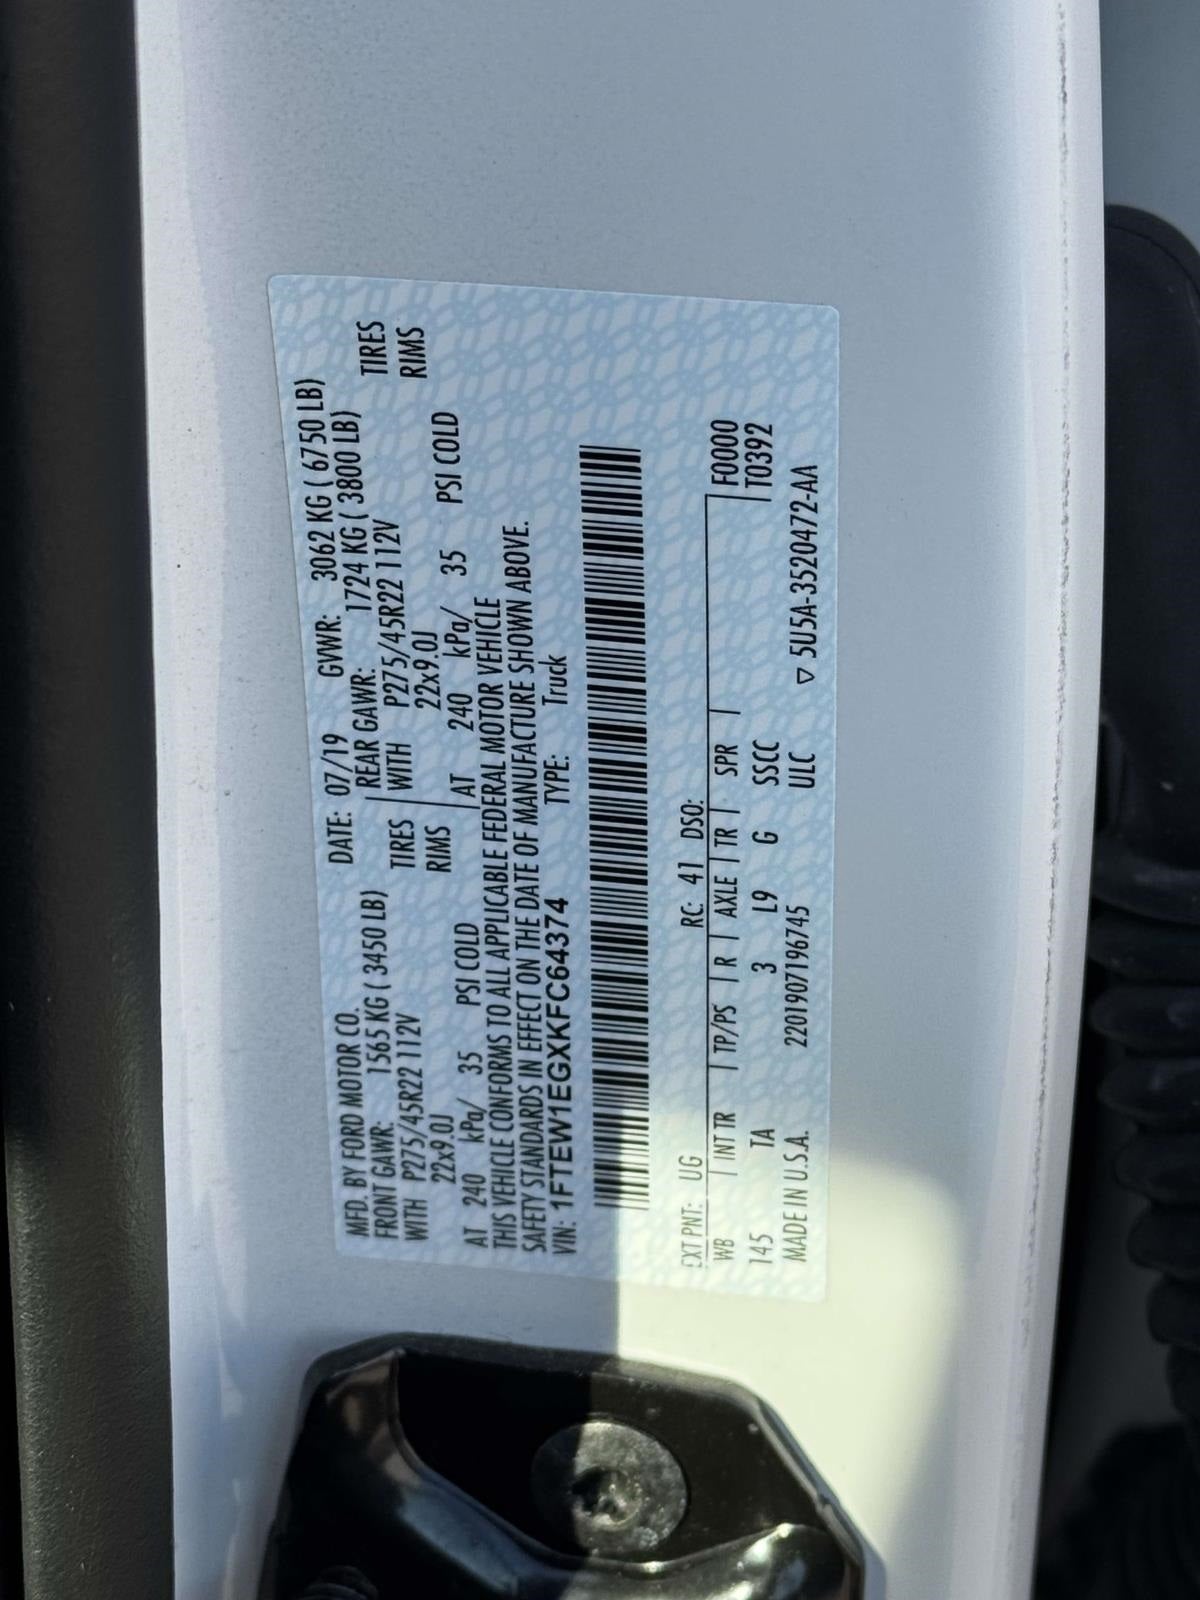 MFD. BY FORD MOTOR CO. DATE: 07/19 GVWR: 3062 KG ( 6750 LB)
FRONT GAWR: 1565 KG ( 3450 LB) REAR GAWR: 1724 KG ( 3800 LB)
WITH P275/45R22 112V TIRES WITH P275/45R22 112V TIRES
22x9.0J RIMS 22x9.0J RIMS
AT 240 kPa/ 35 PSI COLD AT 240 kPa/ 35 PSI COLD
THIS VEHICLE CONFORMS TO ALL APPLICABLE FEDERAL MOTOR VEHICLE
SAFETY STANDARDS IN EFFECT ON THE DATE OF MANUFACTURE SHOWN ABOVE.
VIN: 1FTEW1EGXKFC64374 TYPE: Truck
EXT PNT: UG RC: 41 DSO:
WB | INT TR | TP/PS | R | AXLE | TR | SPR | F0000
145 TA 3 L9 G SSCC T0392
MADE IN U.S.A. 220190719­6745 ULC ▽ 5U5A-3520472-AA